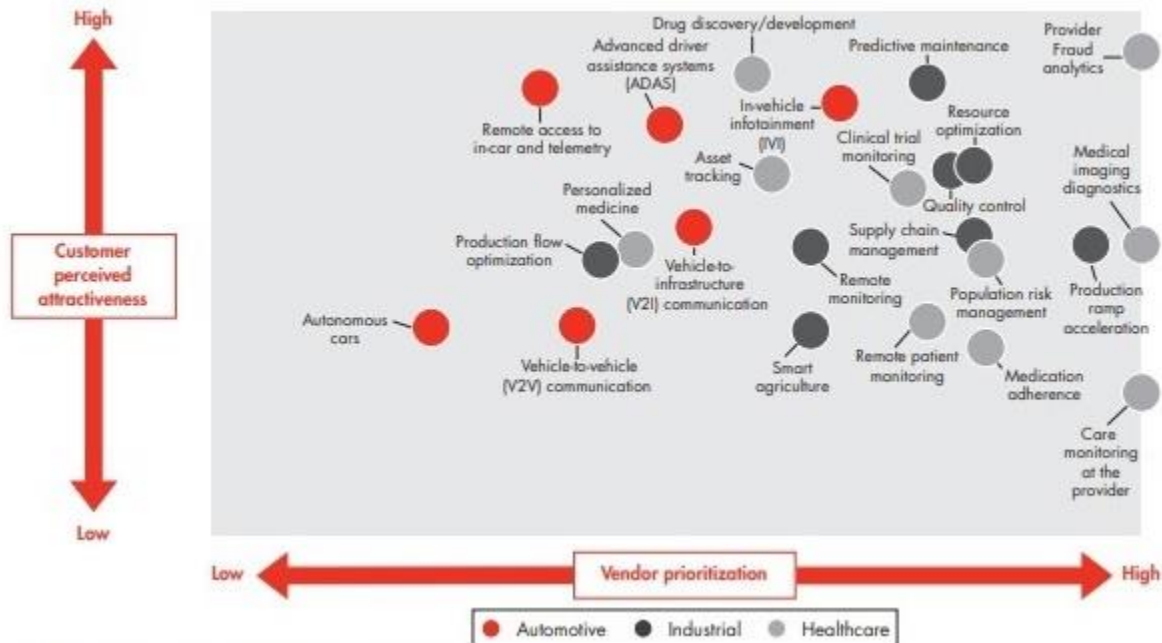 High
Customer
perceived
attractiveness
Low
Drug discovery/development
Advanced driver
assistance systems
(ADAS)
Predictive maintenance
Provider
Fraud
analytics
Remote access to
in-car and telemetry
In-vehicle
infotainment
(IVI)
Resource
optimization
Clinical trial
monitoring
Asset
tracking
Medical
imaging
diagnostics
Personalized
medicine
Quality control
Production flow
optimization
Supply chain
management
Vehicle-to-
infrastructure
(V2I) communication
Remote
monitoring
Population risk
management
Production
ramp
acceleration
Autonomous
cars
Vehicle-to-vehicle
(V2V) communication
Smart
agriculture
Remote patient
monitoring
Medication
adherence
Care
monitoring
at the
provider
Low
Vendor prioritization
High
Automotive
Industrial
Healthcare